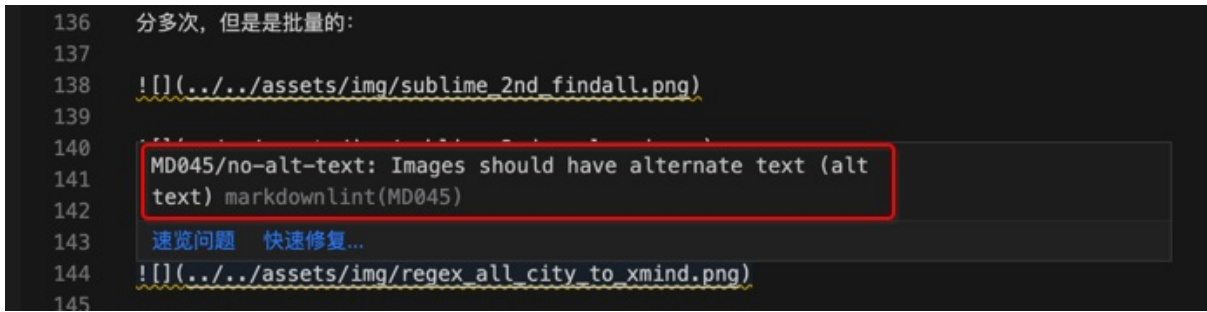 136 分多次，但是是批量的：
137
138 ![](../../assets/img/sublime_2nd_findall.png)
139
140
141 MD045/no-alt-text: Images should have alternate text (alt
142 text) markdownlint(MD045)
143 速览问题 快速修复...
144 ![](../../assets/img/regex_all_city_to_xmind.png)
145